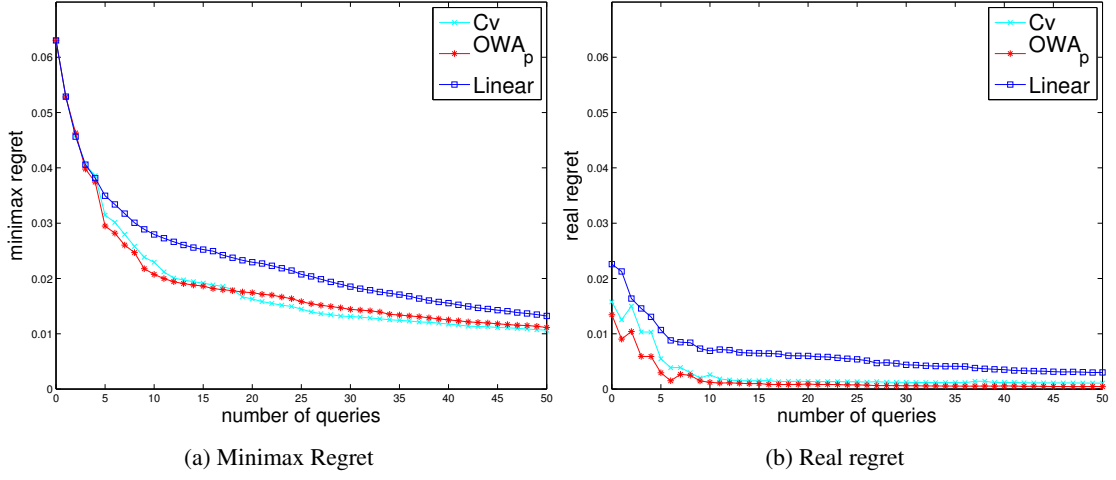 minimax regret
0.06
0.05
0.04
0.03
0.02
0.01
0
0 5 10 15 20 25 30 35 40 45 50
number of queries
Cv
OWA_p
Linear
(a) Minimax Regret
real regret
0.06
0.05
0.04
0.03
0.02
0.01
0
0 5 10 15 20 25 30 35 40 45 50
number of queries
Cv
OWA_p
Linear
(b) Real regret